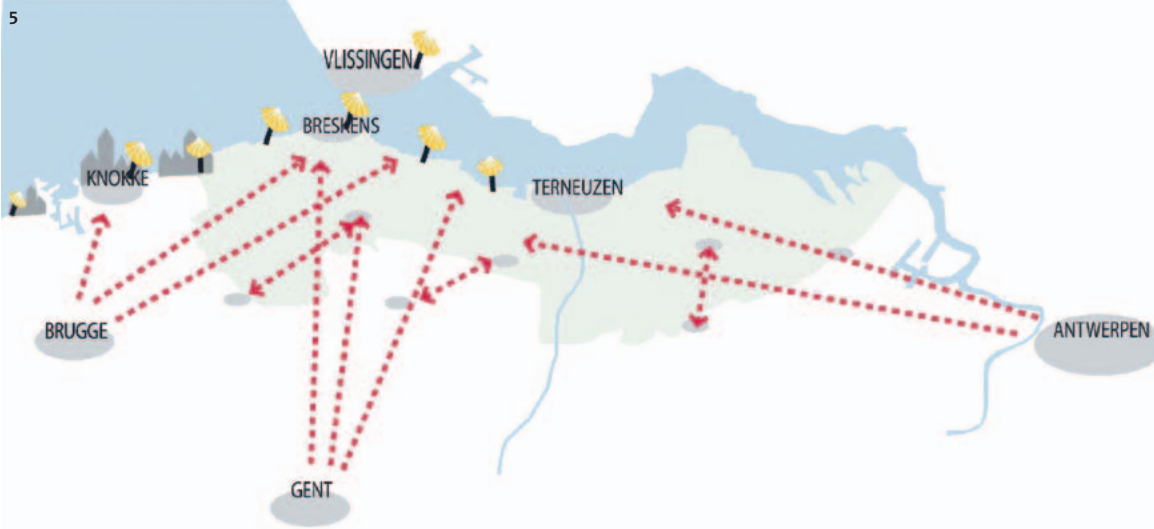 5
VLISSINGEN
BRESKENS
KNOKKE
TERNEUZEN
BRUGGE
ANTWERPEN
GENT